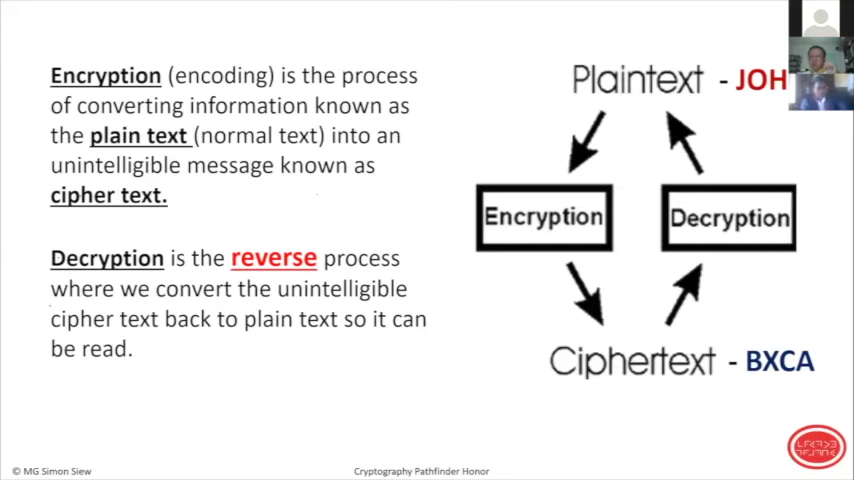 Encryption (encoding) is the process
of converting information known as
the plain text (normal text) into an
unintelligible message known as
cipher text.
Decryption is the reverse process
where we convert the unintelligible
cipher text back to plain text so it can
be read.
Plaintext - JOH
Encryption
Decryption
Ciphertext - BXCA
© MG Simon Siew
Cryptography Pathfinder Honor